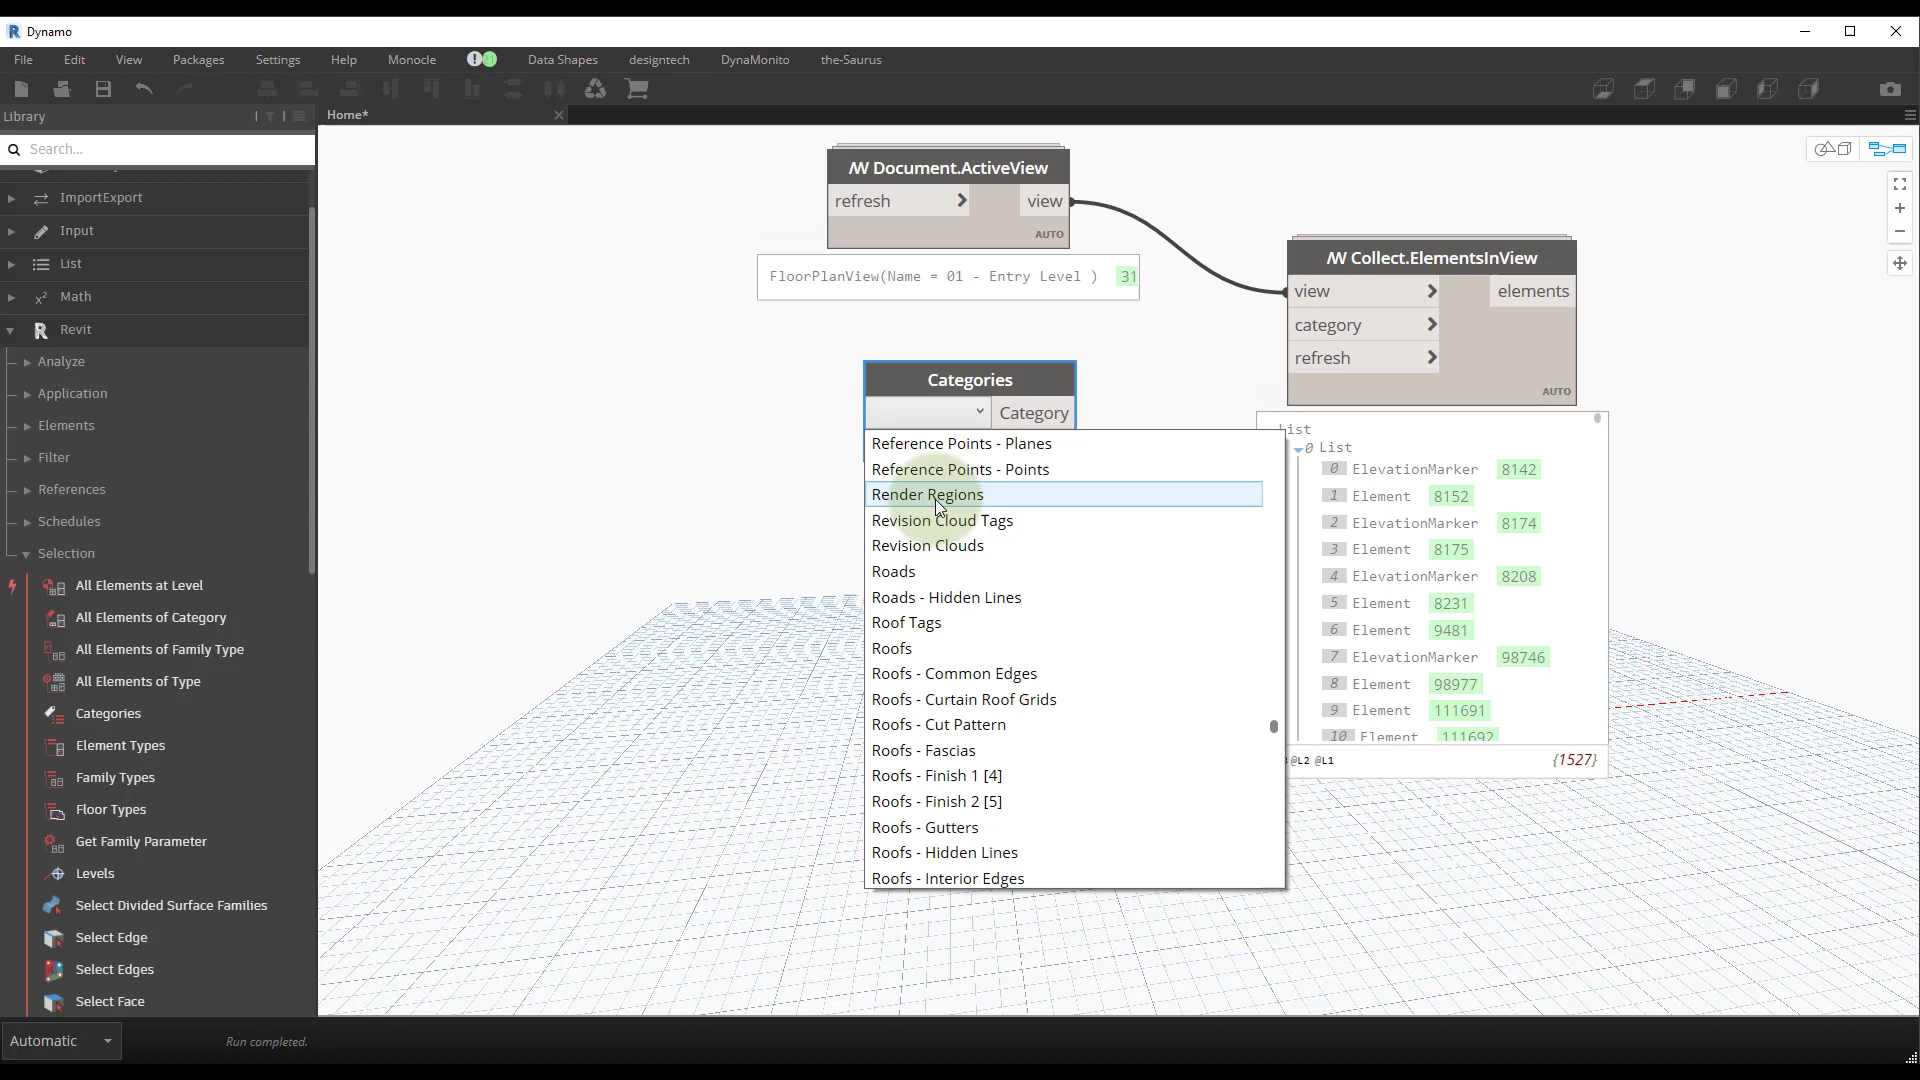 Dynamo
File Edit View Packages Settings Help Monocle ! Data Shapes designtech DynaMonito the-Saurus
Library
Home*
Search...
ImportExport
Input
List
Math
Revit
Analyze
Application
Elements
Filter
References
Schedules
Selection
All Elements at Level
All Elements of Category
All Elements of Family Type
All Elements of Type
Categories
Element Types
Family Types
Floor Types
Get Family Parameter
Levels
Select Divided Surface Families
Select Edge
Select Edges
Select Face
Automatic
Run completed.
Document.ActiveView
refresh > view
AUTO
FloorPlanView(Name = 01 - Entry Level ) 31
Categories
Category
Reference Points - Planes
Reference Points - Points
Render Regions
Revision Cloud Tags
Revision Clouds
Roads
Roads - Hidden Lines
Roof Tags
Roofs
Roofs - Common Edges
Roofs - Curtain Roof Grids
Roofs - Cut Pattern
Roofs - Fascias
Roofs - Finish 1 [4]
Roofs - Finish 2 [5]
Roofs - Gutters
Roofs - Hidden Lines
Roofs - Interior Edges
Collect.ElementsInView
view > elements
category >
refresh >
AUTO
List
0 List
0 ElevationMarker 8142
1 Element 8152
2 ElevationMarker 8174
3 Element 8175
4 ElevationMarker 8208
5 Element 8231
6 Element 9481
7 ElevationMarker 98746
8 Element 98977
9 Element 111691
10 Element 111692
@L2 @L1 {1527}